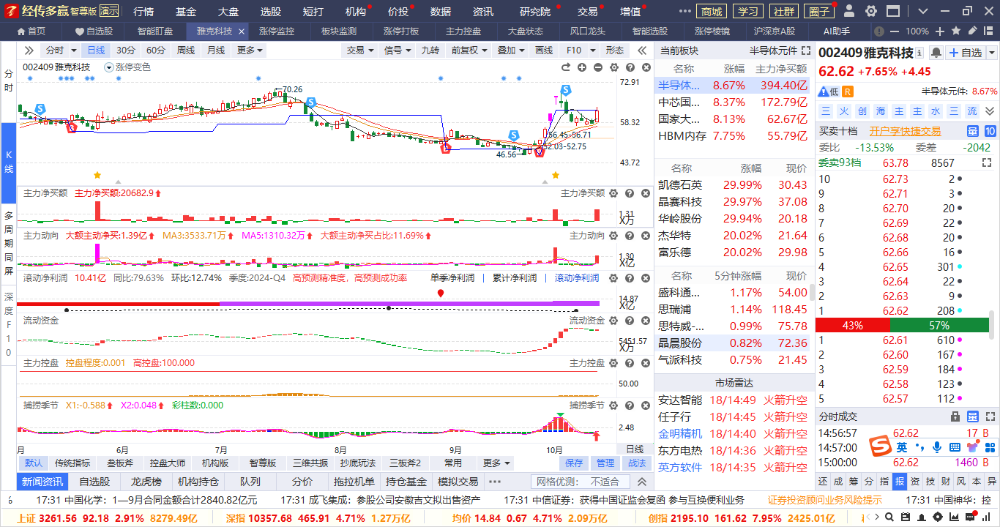 经传多赢 智尊版 演示 行情 基金 大盘 选股 短打 机构 价投 数据 资讯 研究院 交易 增值 商城 学习 社群 圈子
首页 自选股 智能盯盘 雅克科技 涨停监控 板块监测 涨停打板 主力控盘 大盘状态 风口龙头 智能选股 涨停棱镜 沪深京A股 AI助手 100%
分时 日线 30分 60分 周线 月线 更多 交易 信号 九转 前复权 叠加 画线 F10 形态
002409 雅克科技 涨停变色
72.91
70.26
58.32
56.45-56.71
52.03-52.75
46.56
43.72
分时
K线
多周期同屏
深度F10
主力净买额 主力净买额:20682.9 主力净买额
1.31
X万
主力动向 大额主动净买:1.39亿 MA3:3533.71万 MA5:1310.32万 大额主动净买占比:11.69% 主力动向
1.30
X亿
滚动净利润 10.41亿 同比:79.63% 环比:12.74% 季度:2024-Q4 高预测精准度，高预测成功率 单季净利润 | 累计净利润 | 滚动净利润
14.87
X亿
流动资金 流动资金
5451.57
X万
主力控盘 控盘程度:0.001 高控盘:100.000 主力控盘
50.00
捕捞季节 X1:-0.588 X2:0.048 彩柱数:0.000 捕捞季节
2.48
月 6月 7月 8月 9月 10月 日线
默认 传统指标 叁板斧 控盘大师 机构版 智尊版 三维共振 抄底玩法 三板斧2 常用 更多 保存 管理 战法
新闻资讯 自选股 龙虎榜 机构持仓 队列 分价 拖拉机单 持仓基金 模拟交易 网格优测: 不适合
当前板块 半导体元件
名称 涨幅 主力净买额
半导体... 8.67% 394.40亿
中芯国... 8.37% 172.79亿
国家大... 8.13% 62.67亿
HBM内存 7.75% 55.79亿
名称 涨幅 现价
凯德石英 29.99% 30.43
晶赛科技 29.97% 37.08
华岭股份 29.94% 20.18
杰华特 20.02% 21.64
富乐德 20.02% 29.98
名称 5分钟涨幅 现价
盛科通... 1.17% 54.00
思瑞浦 1.14% 118.45
思特威-... 0.99% 75.78
晶晨股份 0.82% 72.36
气派科技 0.75% 21.45
市场雷达
安达智能 18/14:49 火箭升空
任子行 18/14:45 火箭升空
金明精机 18/14:40 火箭升空
东方电热 18/14:36 火箭升空
英方软件 18/14:35 火箭升空
002409 雅克科技 自选
62.62 +7.65% +4.45
低 R 半导体元件: 8.67%
三 火 创 海 主 主 水 三 流
买卖十档 开户享快捷交易 量 10
委比 -13.53% 委差 -2042
委卖93档 63.78 8567
10 62.73 2
9 62.71 3
8 62.70 20
7 62.69 22
6 62.68 20
5 62.66 16
4 62.65 301
3 62.64 22
2 62.63 9
1 62.62 208
43% 57%
1 62.61 610
2 62.60 167
3 62.59 184
4 62.58 123
5 62.57 112
分时成交 量
14:56:57 62.62 17 B
14:57:00
英
15:00:00 62.62 1460 B
还 成 筹 分 指 报 资 技 财 风 本 异
% 17:31 中国化学：1—9月合同金额合计2840.82亿元 17:31 成飞集成：参股公司安徽吉文拟出售资产 17:31 中信证券：获得中国证监会复函 参与互换便利业务 证券投资顾问业务风险提示 17:31 中国神华：控
上证 3261.56 92.18 2.91% 8279.49亿 深指 10357.68 465.91 4.71% 1.27万亿 均价 14.84 0.67 4.71% 2.09万亿 创指 2195.10 161.62 7.95% 2425.01亿